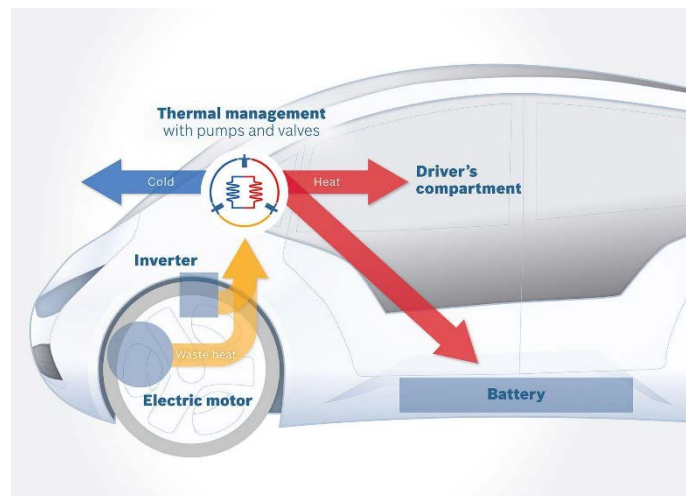 Thermal management
with pumps and valves
Cold
Heat
Driver's
compartment
Inverter
Waste heat
Electric motor
Battery